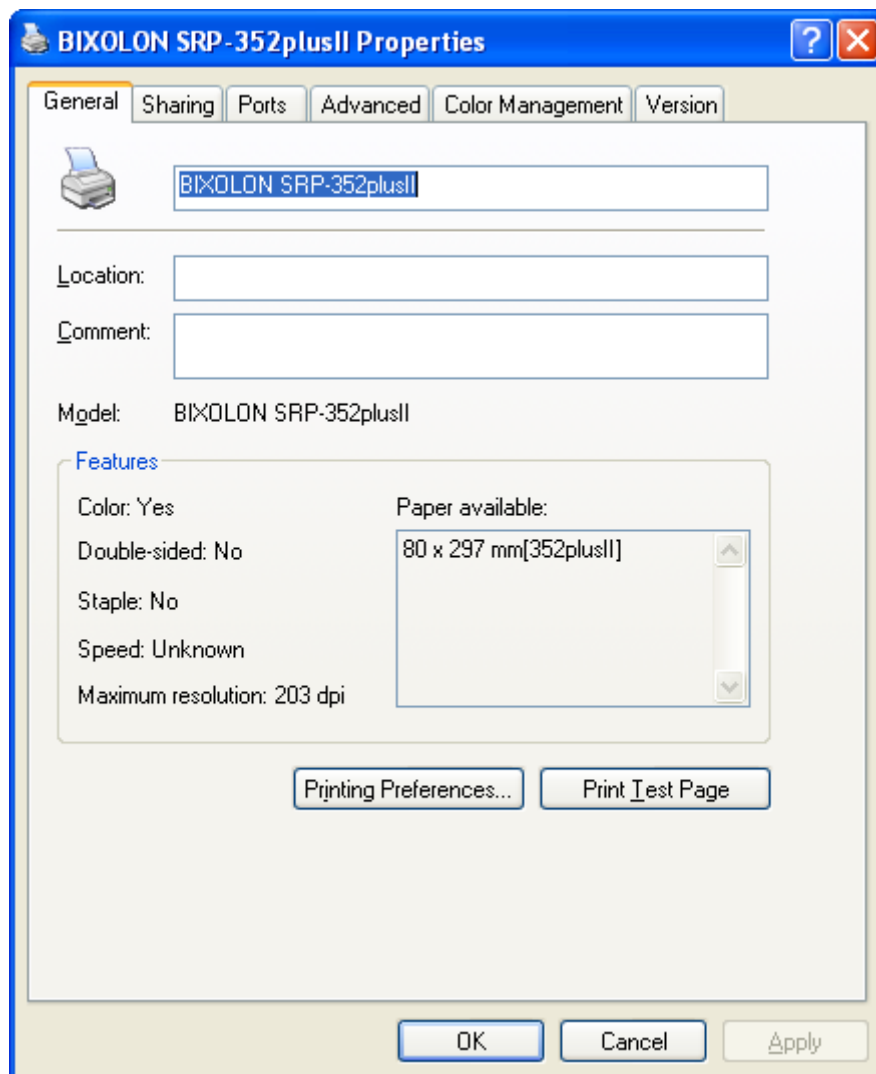 BIXOLON SRP-352plusII Properties
General Sharing Ports Advanced Color Management Version
BIXOLON SRP-352plusII
Location:
Comment:
Model: BIXOLON SRP-352plusII
Features
Color: Yes
Double-sided: No
Staple: No
Speed: Unknown
Maximum resolution: 203 dpi
Paper available:
80 x 297 mm[352plusII]
Printing Preferences...
Print Test Page
OK
Cancel
Apply